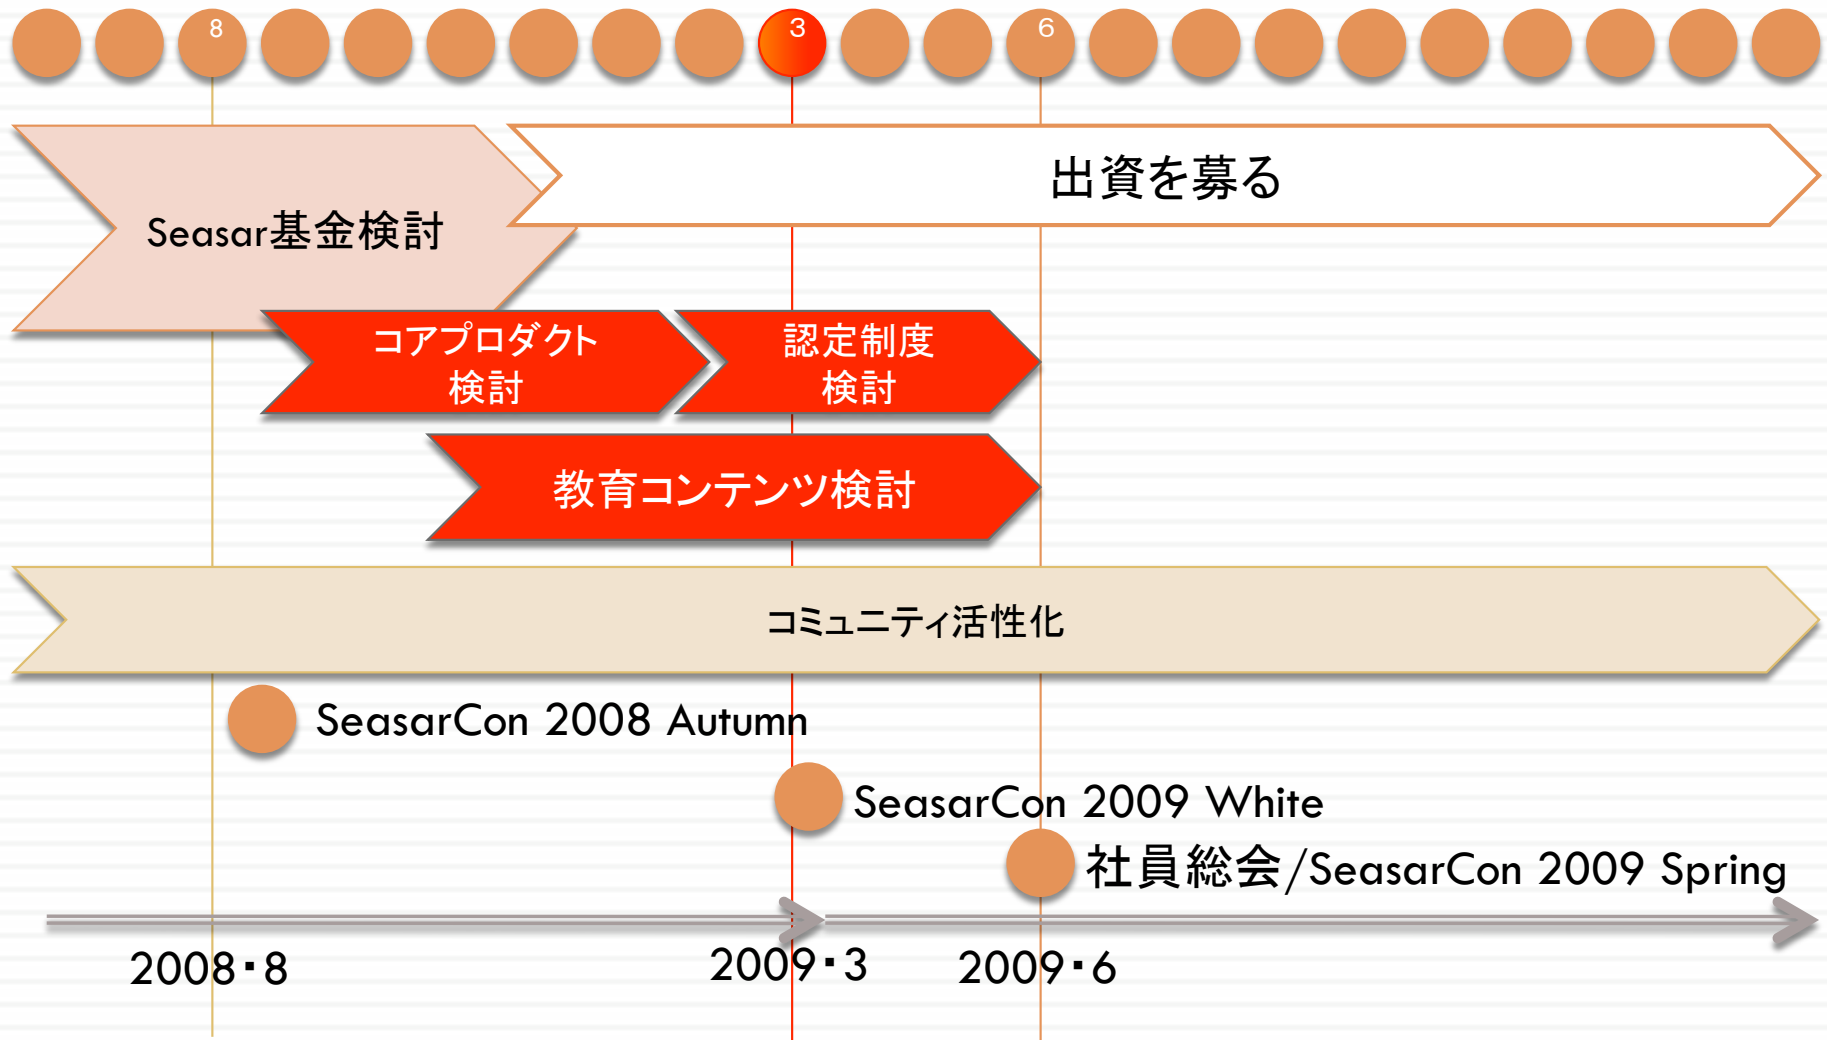 8
3
6
出資を募る
Seasar基金検討
コアプロダクト
検討
認定制度
検討
教育コンテンツ検討
コミュニティ活性化
SeasarCon 2008 Autumn
SeasarCon 2009 White
社員総会/SeasarCon 2009 Spring
2008・8
2009・3
2009・6